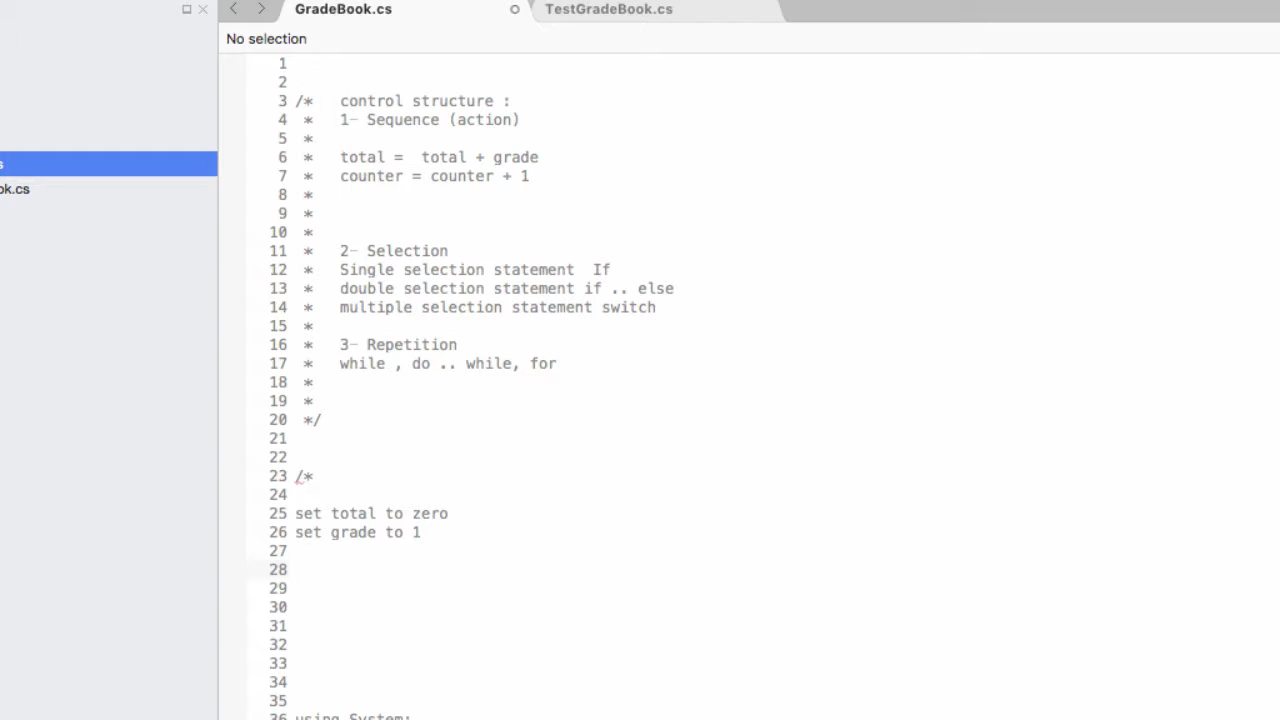 GradeBook.cs
TestGradeBook.cs
No selection
s
ok.cs
1
2
3 /* control structure :
4 * 1- Sequence (action)
5 *
6 * total = total + grade
7 * counter = counter + 1
8 *
9 *
10 *
11 * 2- Selection
12 * Single selection statement If
13 * double selection statement if .. else
14 * multiple selection statement switch
15 *
16 * 3- Repetition
17 * while , do .. while, for
18 *
19 *
20 */
21
22
23 /*
24
25 set total to zero
26 set grade to 1
27
28
29
30
31
32
33
34
35
36 using System;